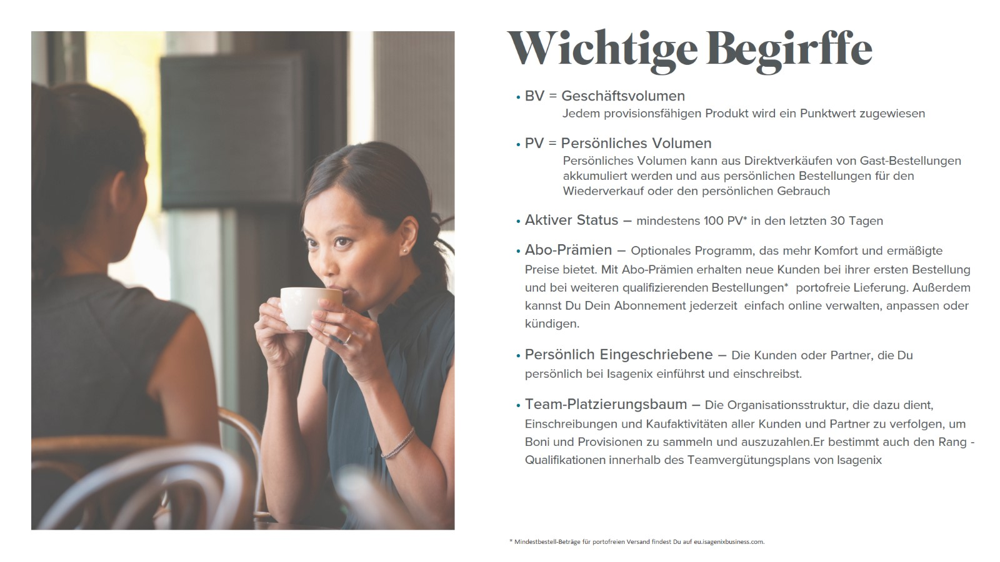 Wichtige Begirffe
• BV = Geschäftsvolumen
Jedem provisionsfähigen Produkt wird ein Punktwert zugewiesen
• PV = Persönliches Volumen
Persönliches Volumen kann aus Direktverkäufen von Gast-Bestellungen
akkumuliert werden und aus persönlichen Bestellungen für den
Wiederverkauf oder den persönlichen Gebrauch
• Aktiver Status – mindestens 100 PV* in den letzten 30 Tagen
• Abo-Prämien – Optionales Programm, das mehr Komfort und ermäßigte
Preise bietet. Mit Abo-Prämien erhalten neue Kunden bei ihrer ersten Bestellung
und bei weiteren qualifizierenden Bestellungen*  portofreie Lieferung. Außerdem
kannst Du Dein Abonnement jederzeit  einfach online verwalten, anpassen oder
kündigen.
• Persönlich Eingeschriebene – Die Kunden oder Partner, die Du
persönlich bei Isagenix einführst und einschreibst.
• Team-Platzierungsbaum – Die Organisationsstruktur, die dazu dient,
Einschreibungen und Kaufaktivitäten aller Kunden und Partner zu verfolgen, um
Boni und Provisionen zu sammeln und auszuzahlen.Er bestimmt auch den Rang -
Qualifikationen innerhalb des Teamvergütungsplans von Isagenix
* Mindestbestell-Beträge für portofreien Versand findest Du auf eu.isagenixbusiness.com.